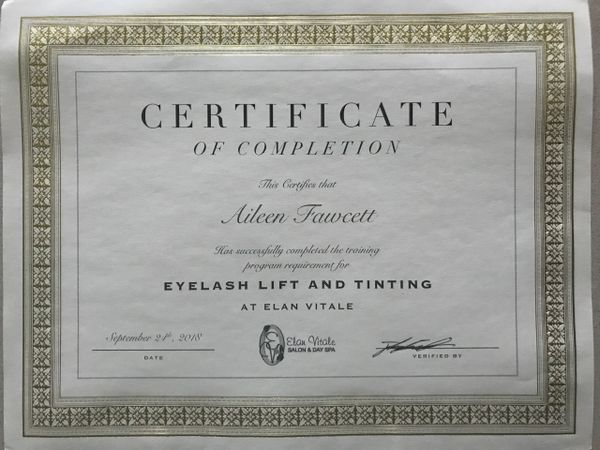 CERTIFICATE
OF COMPLETION
This Certifies that
Aileen Fawcett
Has successfully completed the training
program requirement for
EYELASH LIFT AND TINTING
AT ELAN VITALE
September 24th, 2018
DATE
Elan Vitale
SALON & DAY SPA
VERIFIED BY